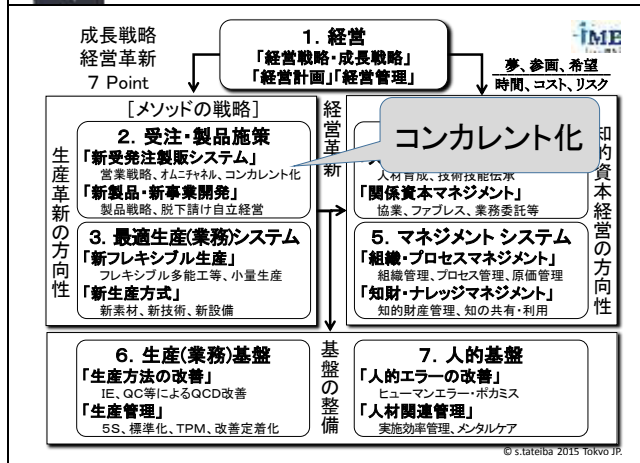 成長戦略
経営革新
7 Point
1. 経営
「経営戦略・成長戦略」
「経営計画」「経営管理」
IME
夢、参画、希望
時間、コスト、リスク
[メソッドの戦略]
生産革新の方向性
2. 受注・製品施策
「新受発注製販システム」
営業戦略、オムニチャネル、コンカレント化
「新製品・新事業開発」
製品戦略、脱下請け自立経営
3. 最適生産(業務)システム
「新フレキシブル生産」
フレキシブル多能工等、小量生産
「新生産方式」
新素材、新技術、新設備
経営革新
コンカレント化
人材育成、技術技能伝承
「関係資本マネジメント」
協業、ファブレス、業務委託等
5. マネジメント システム
「組織・プロセスマネジメント」
組織管理、プロセス管理、原価管理
「知財・ナレッジマネジメント」
知的財産管理、知の共有・利用
知的資本経営の方向性
6. 生産(業務)基盤
「生産方法の改善」
IE、QC等によるQCD改善
「生産管理」
5S、標準化、TPM、改善定着化
基盤の整備
7. 人的基盤
「人的エラーの改善」
ヒューマンエラー・ポカミス
「人材関連管理」
実施効率管理、メンタルケア
© s.tateiba 2015 Tokyo JP.